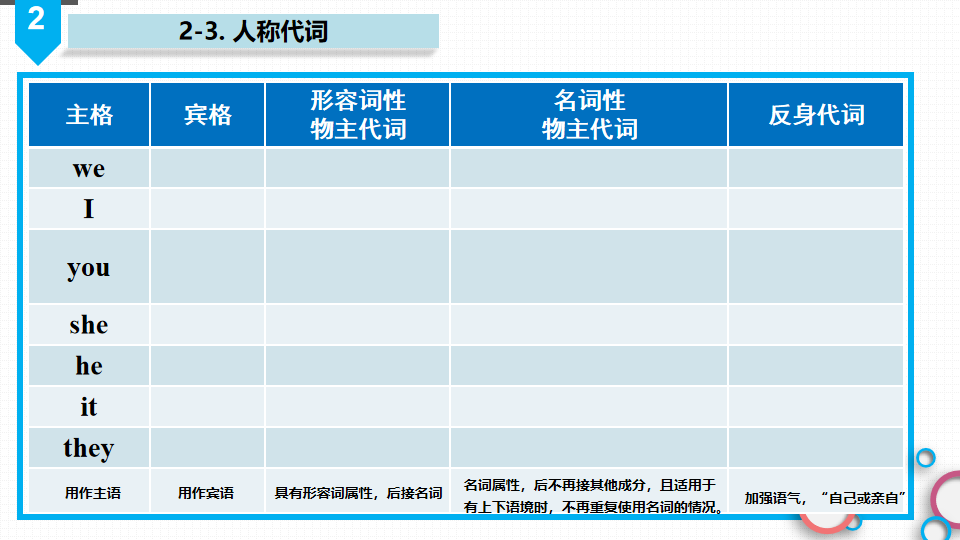 2
2-3. 人称代词
主格
宾格
形容词性
物主代词
名词性
物主代词
反身代词
we
I
you
she
he
it
they
用作主语
用作宾语
具有形容词属性，后接名词
名词属性，后不再接其他成分，且适用于
有上下语境时，不再重复使用名词的情况。
加强语气，“自己或亲自”